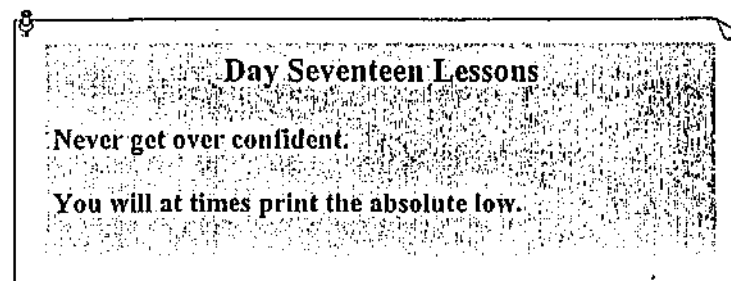 Day Seventeen Lessons
Never get over confident.
You will at times print the absolute low.